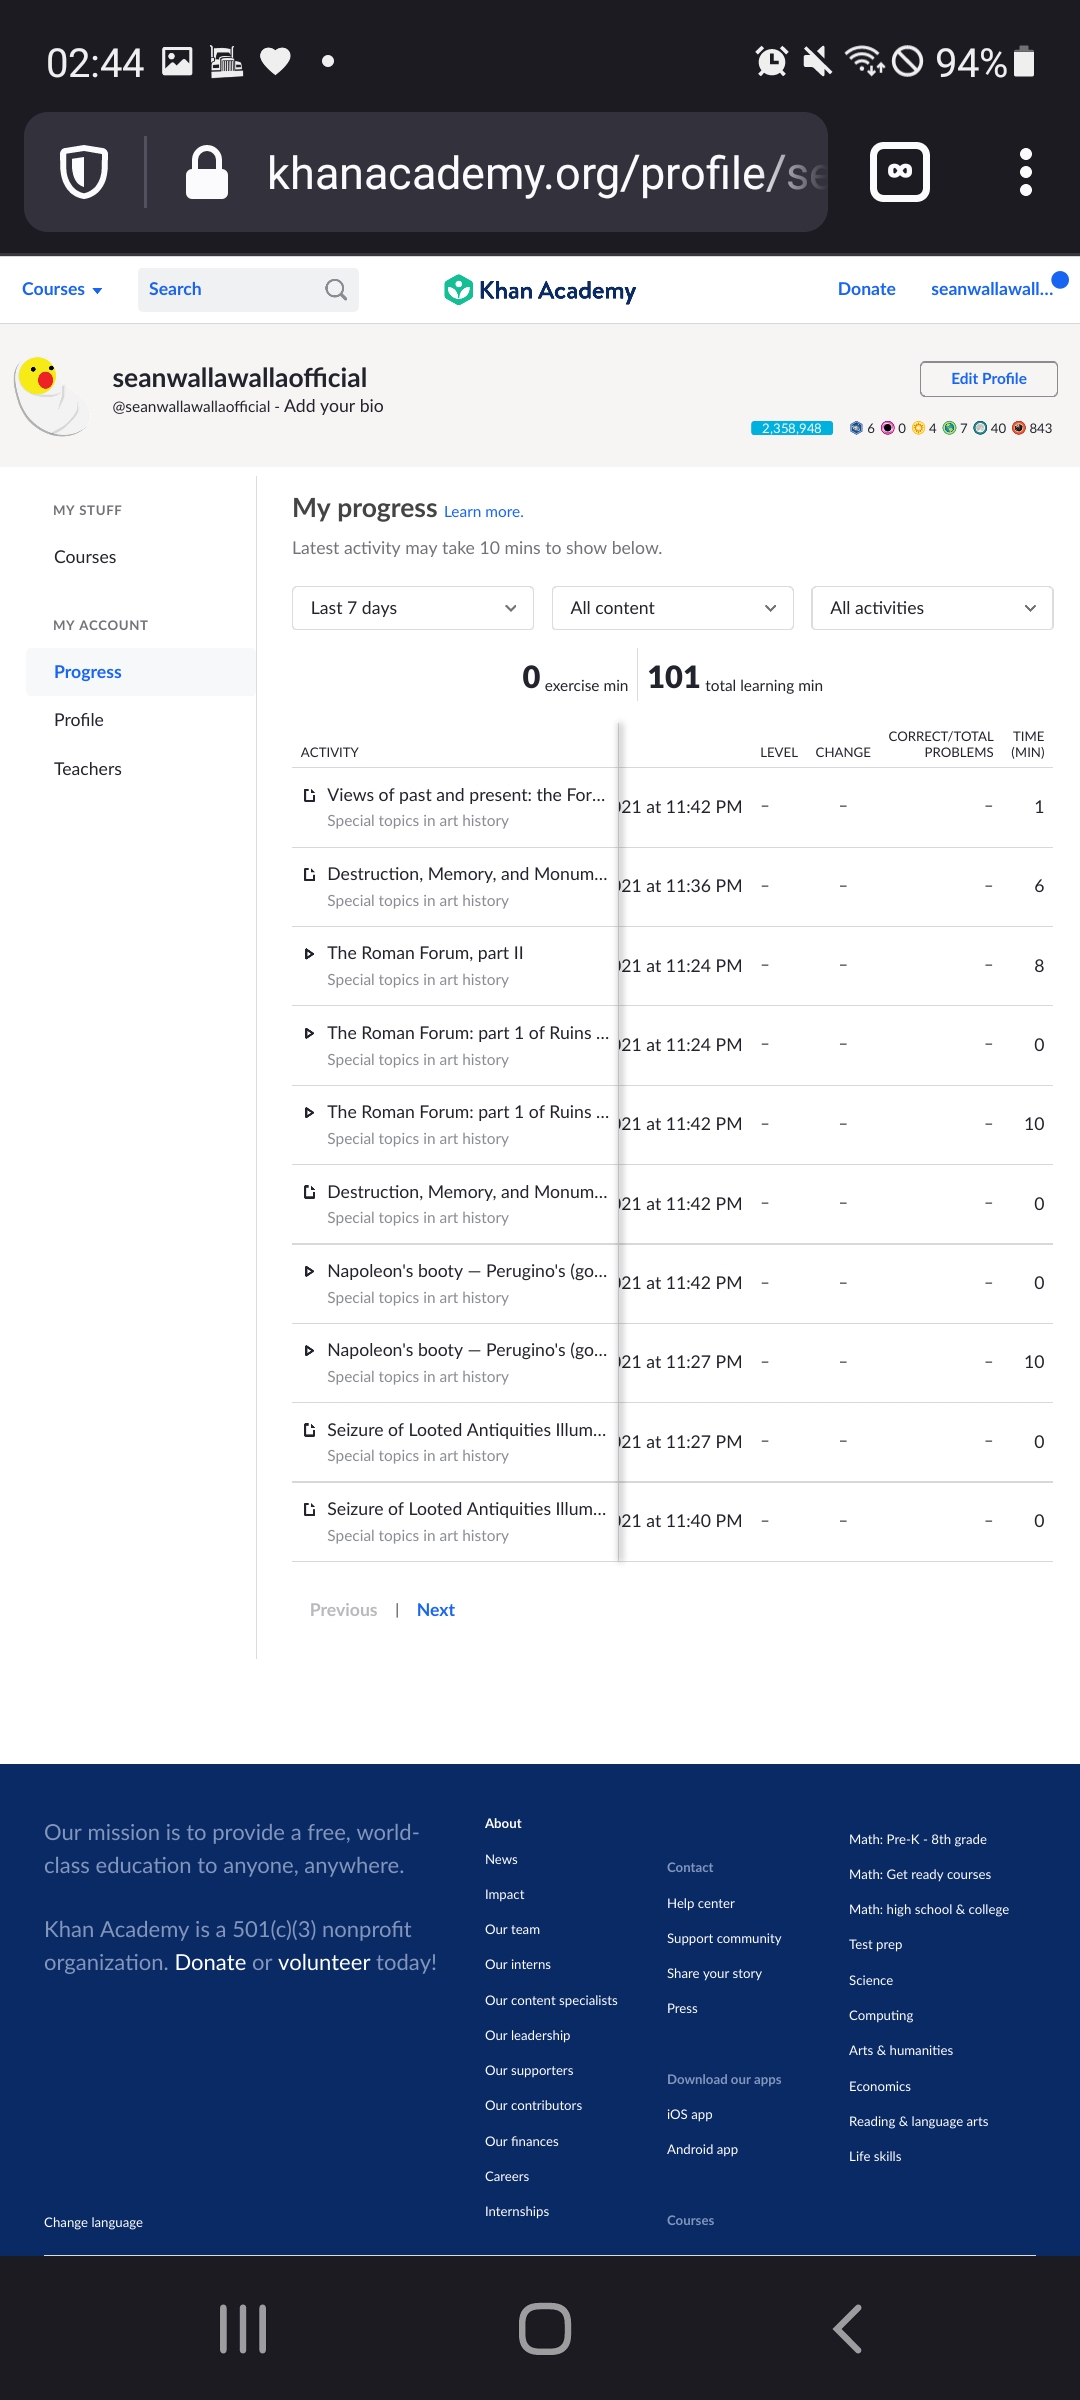 02:44
94%
khanacademy.org/profile/se
Courses
Search
Khan Academy
Donate
seanwallawall...
seanwallawallaofficial
@seanwallawallaofficial - Add your bio
Edit Profile
2,358,948 6 0 4 7 40 843
MY STUFF
Courses
MY ACCOUNT
Progress
Profile
Teachers
My progress Learn more.
Latest activity may take 10 mins to show below.
Last 7 days
All content
All activities
0 exercise min
101 total learning min
ACTIVITY LEVEL CHANGE CORRECT/TOTAL PROBLEMS TIME (MIN)
Views of past and present: the For... 021 at 11:42 PM – – – 1
Special topics in art history
Destruction, Memory, and Monum... 021 at 11:36 PM – – – 6
Special topics in art history
The Roman Forum, part II 021 at 11:24 PM – – – 8
Special topics in art history
The Roman Forum: part 1 of Ruins ... 021 at 11:24 PM – – – 0
Special topics in art history
The Roman Forum: part 1 of Ruins ... 021 at 11:42 PM – – – 10
Special topics in art history
Destruction, Memory, and Monum... 021 at 11:42 PM – – – 0
Special topics in art history
Napoleon's booty — Perugino's (go... 021 at 11:42 PM – – – 0
Special topics in art history
Napoleon's booty — Perugino's (go... 021 at 11:27 PM – – – 10
Special topics in art history
Seizure of Looted Antiquities Illum... 021 at 11:27 PM – – – 0
Special topics in art history
Seizure of Looted Antiquities Illum... 021 at 11:40 PM – – – 0
Special topics in art history
Previous | Next
Our mission is to provide a free, world-
class education to anyone, anywhere.
Khan Academy is a 501(c)(3) nonprofit
organization. Donate or volunteer today!
Change language
About
News
Impact
Our team
Our interns
Our content specialists
Our leadership
Our supporters
Our contributors
Our finances
Careers
Internships
Contact
Help center
Support community
Share your story
Press
Download our apps
iOS app
Android app
Courses
Math: Pre-K - 8th grade
Math: Get ready courses
Math: high school & college
Test prep
Science
Computing
Arts & humanities
Economics
Reading & language arts
Life skills